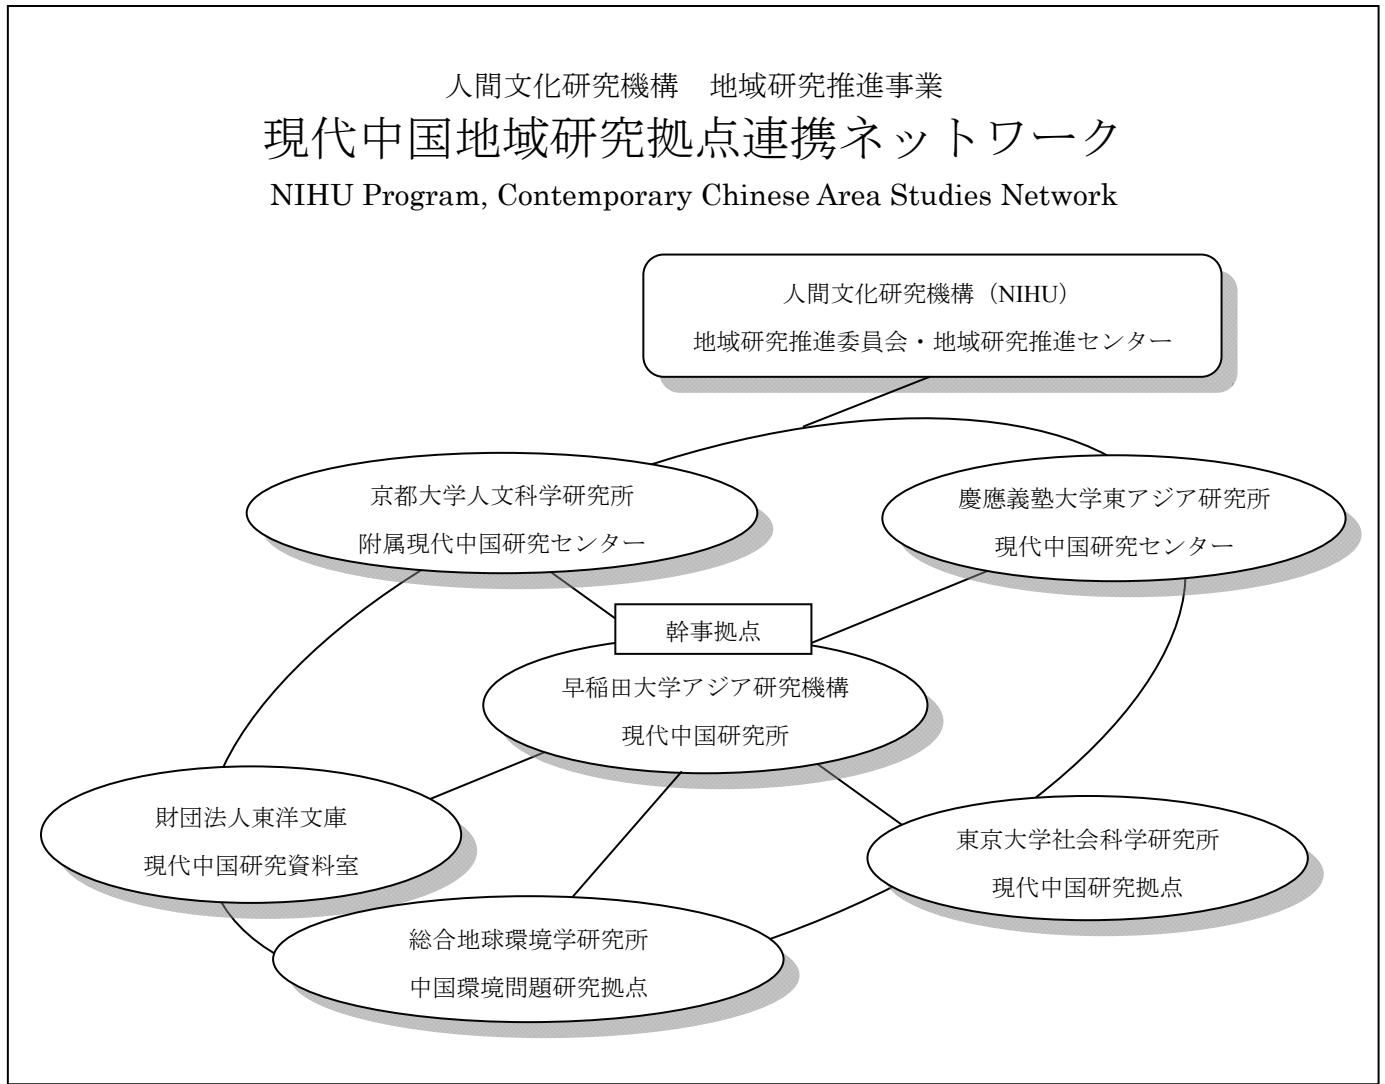 人間文化研究機構　地域研究推進事業
現代中国地域研究拠点連携ネットワーク
NIHU Program, Contemporary Chinese Area Studies Network
人間文化研究機構（NIHU）
地域研究推進委員会・地域研究推進センター
京都大学人文科学研究所
附属現代中国研究センター
慶應義塾大学東アジア研究所
現代中国研究センター
幹事拠点
早稲田大学アジア研究機構
現代中国研究所
財団法人東洋文庫
現代中国研究資料室
東京大学社会科学研究所
現代中国研究拠点
総合地球環境学研究所
中国環境問題研究拠点